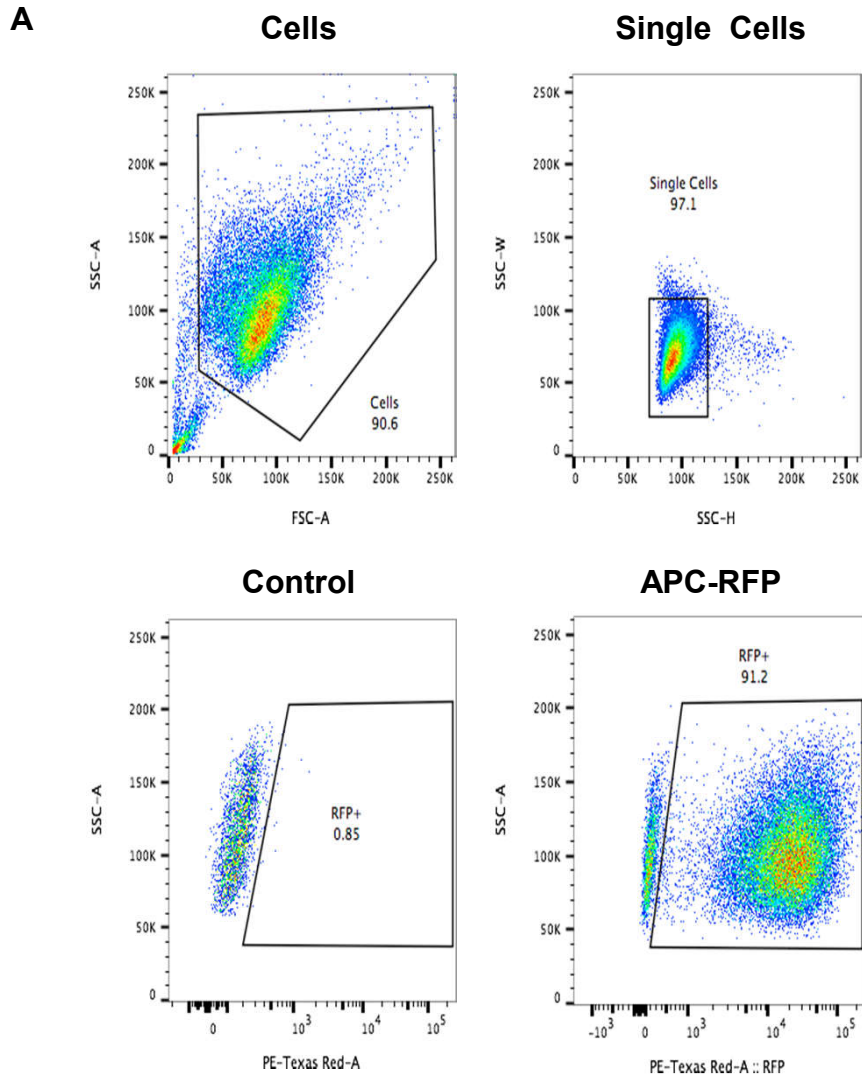 A
Cells
Single Cells
250K
200K
150K
100K
50K
0
SSC-A
Cells
90.6
0
50K
100K
150K
200K
250K
FSC-A
250K
200K
150K
100K
50K
0
SSC-W
Single Cells
97.1
0
50K
100K
150K
200K
250K
SSC-H
Control
APC-RFP
250K
200K
150K
100K
50K
0
SSC-A
RFP+
0.85
0
10^3
10^4
10^5
PE-Texas Red-A
250K
200K
150K
100K
50K
0
SSC-A
RFP+
91.2
-10^3
0
10^3
10^4
10^5
PE-Texas Red-A :: RFP